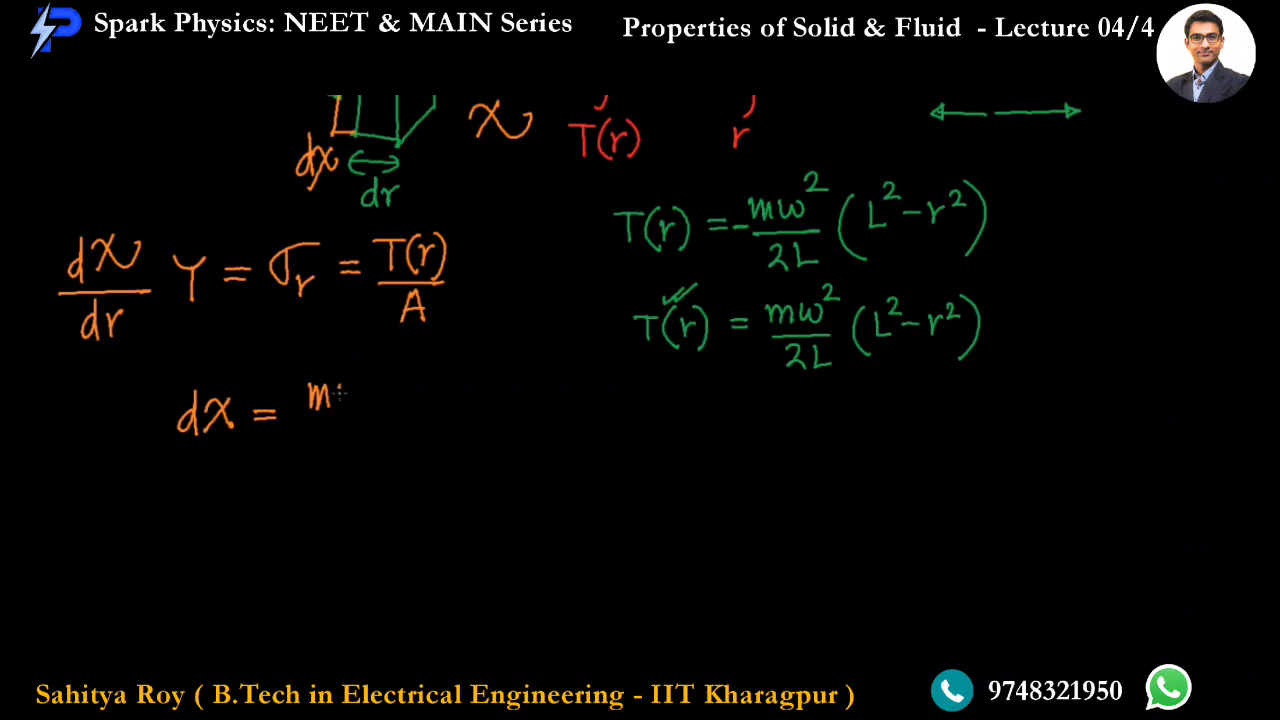 Spark Physics: NEET & MAIN Series
Properties of Solid & Fluid - Lecture 04/4
dx
x
T(r)
r
dr
T(r) = -mω²/2L (L²-r²)
dx/dr Y = σr = T(r)/A
T(r) = mω²/2L (L²-r²)
dx = m
Sahitya Roy ( B.Tech in Electrical Engineering - IIT Kharagpur )
9748321950